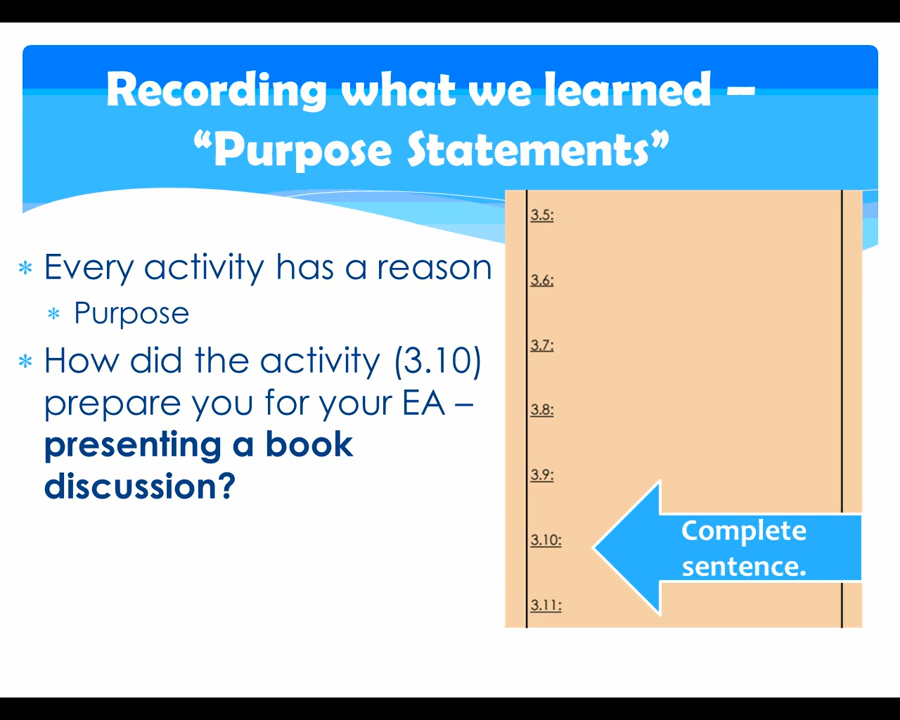 Recording what we learned –
“Purpose Statements”
Every activity has a reason
Purpose
How did the activity (3.10)
prepare you for your EA –
presenting a book
discussion?
3.5:
3.6:
3.7:
3.8:
3.9:
3.10:
Complete
sentence.
3.11: